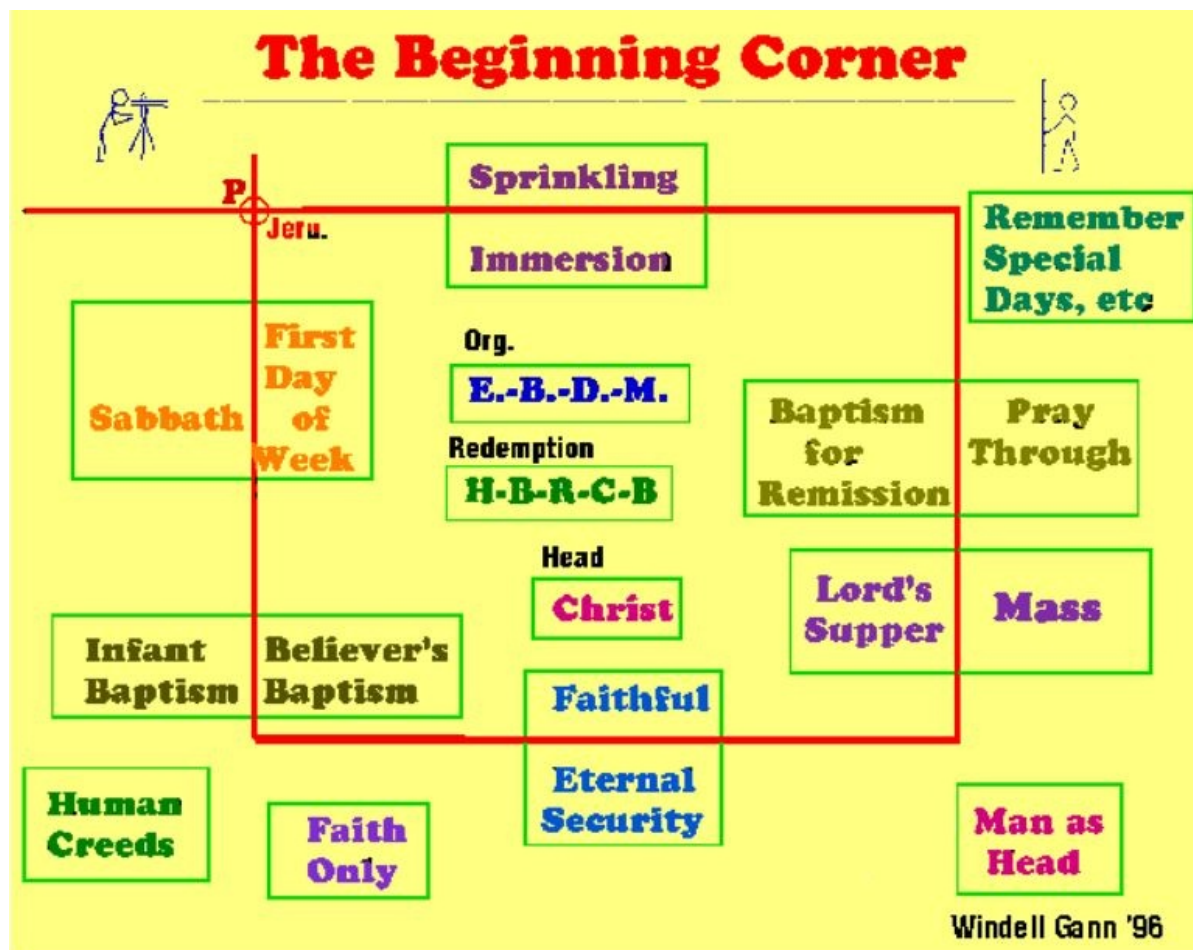 The Beginning Corner
P
Jeru.
Sprinkling
Immersion
Remember
Special
Days, etc
Sabbath
First
Day
of
Week
Org.
E.-B.-D.-M.
Redemption
H-B-R-C-B
Head
Christ
Baptism
for
Remission
Pray
Through
Lord's
Supper
Mass
Infant
Baptism
Believer's
Baptism
Faithful
Eternal
Security
Human
Creeds
Faith
Only
Man as
Head
Windell Gann '96